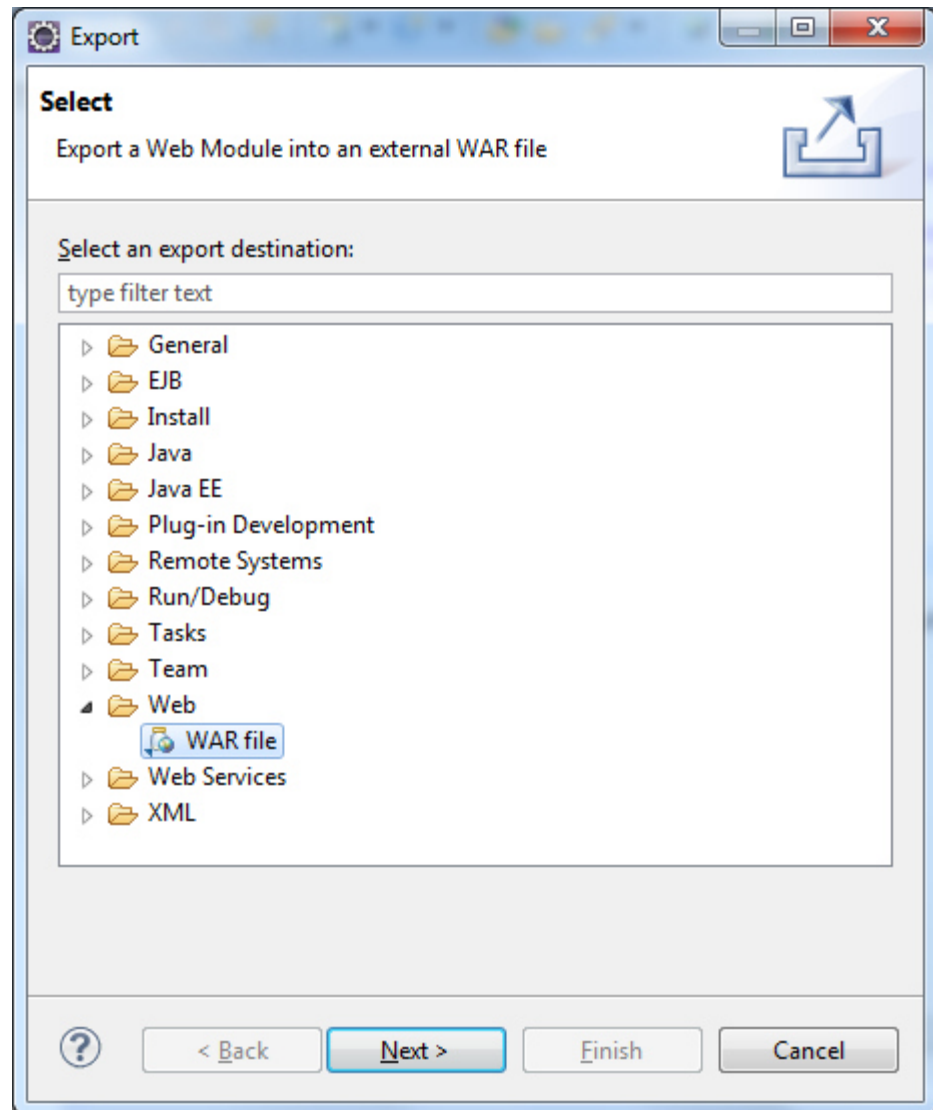 Export
Select
Export a Web Module into an external WAR file
Select an export destination:
type filter text
General
EJB
Install
Java
Java EE
Plug-in Development
Remote Systems
Run/Debug
Tasks
Team
Web
WAR file
Web Services
XML
? < Back Next > Finish Cancel